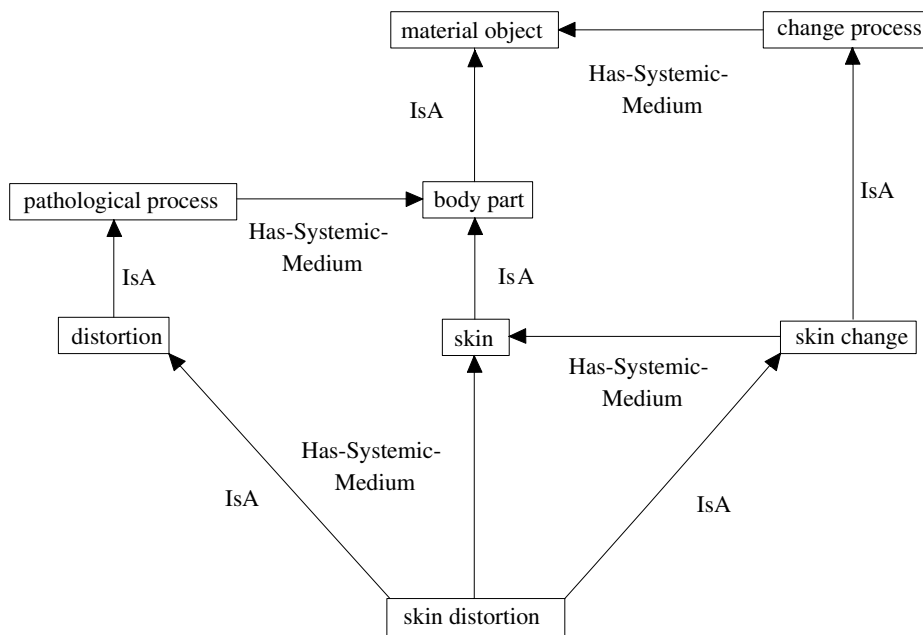 material object
change process
Has-Systemic-
Medium
IsA
pathological process
body part
IsA
Has-Systemic-
Medium
IsA
IsA
distortion
skin
skin change
Has-Systemic-
Medium
Has-Systemic-
Medium
IsA
IsA
skin distortion